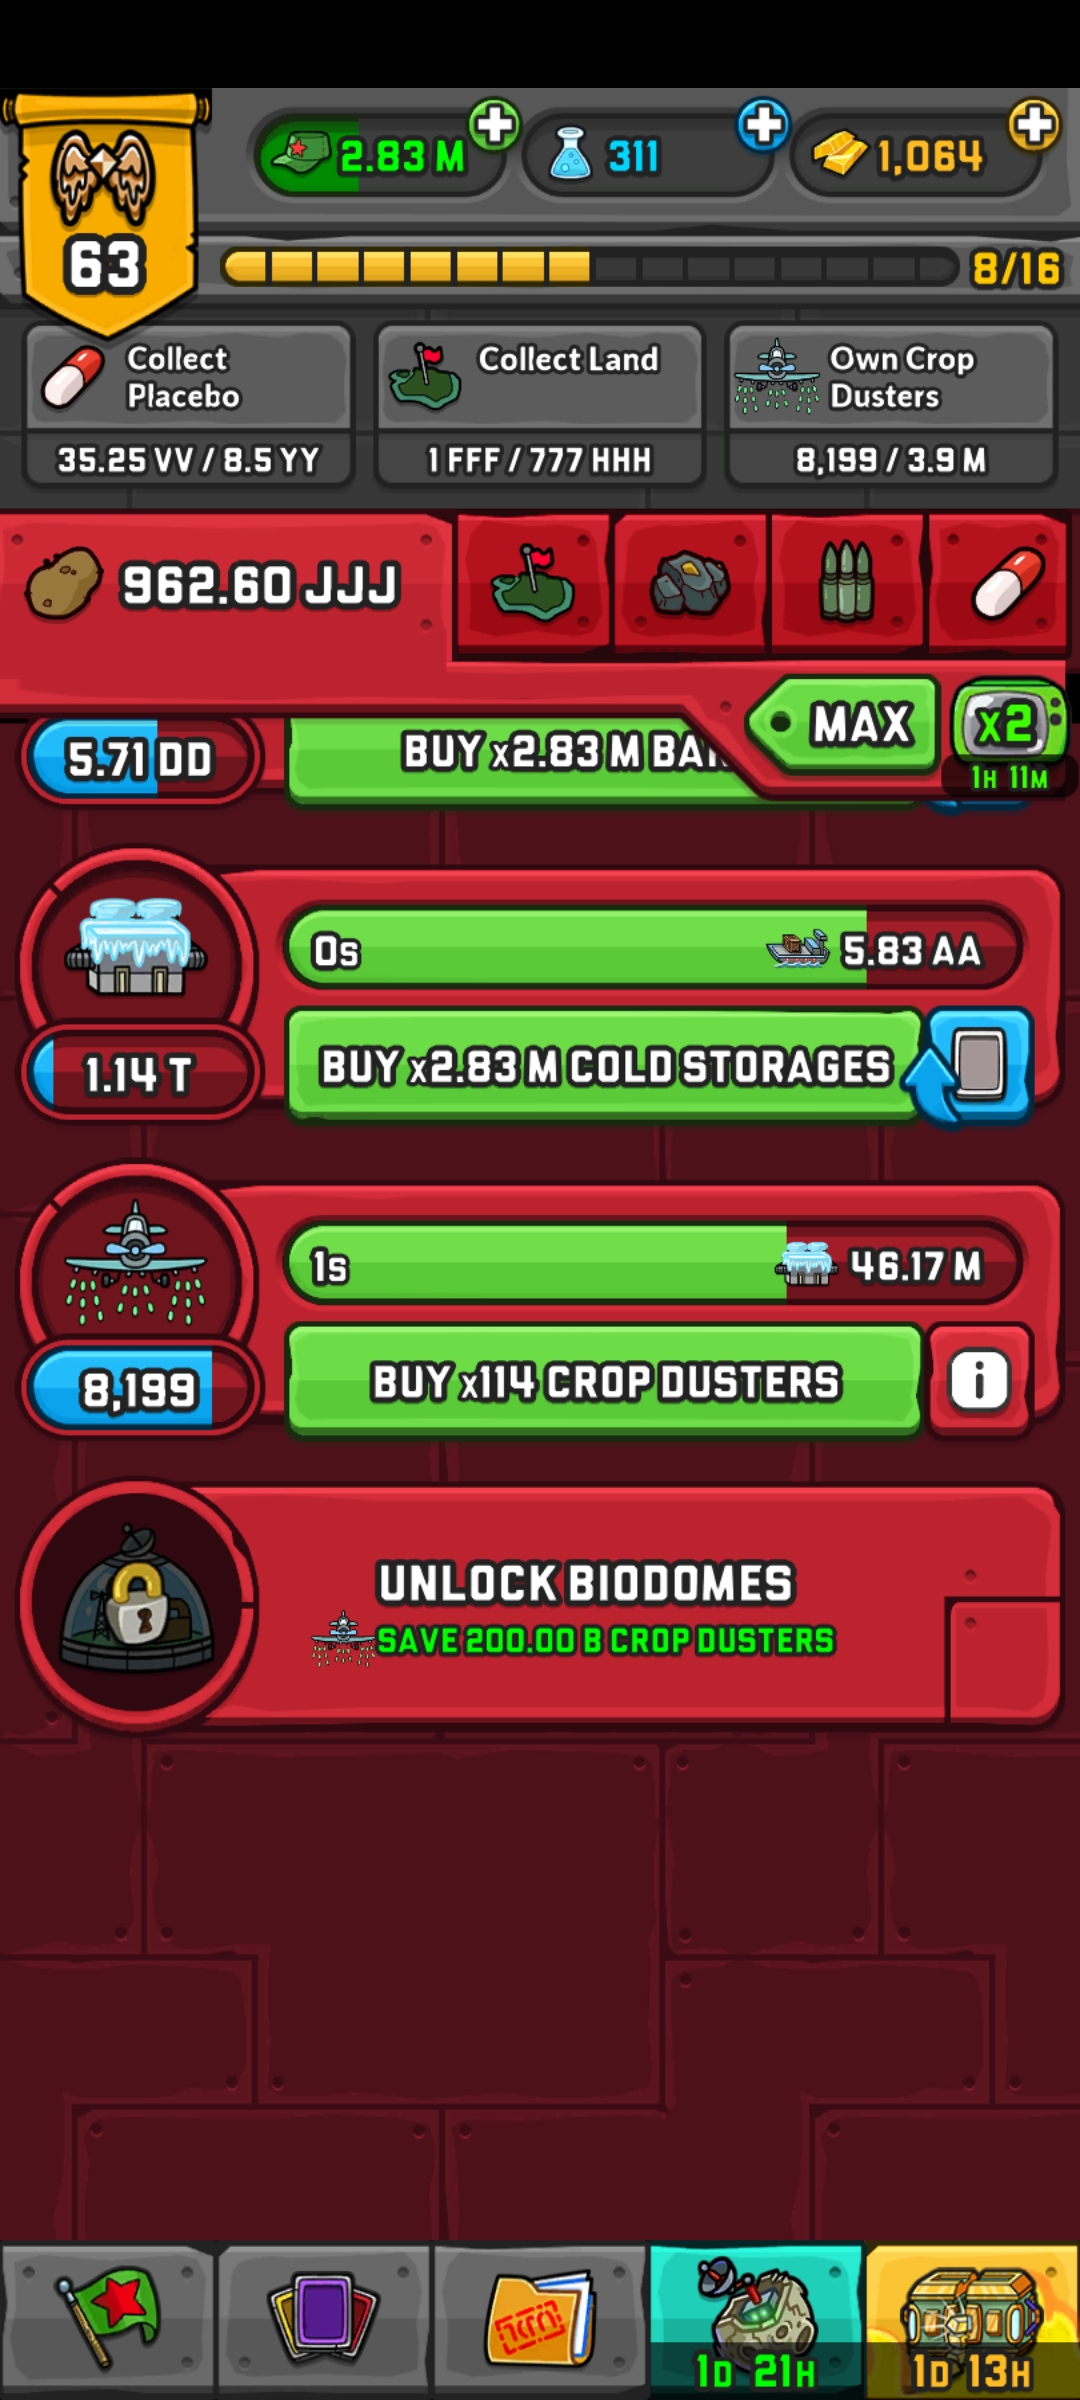 2.83 M
311
1,064
63
8/16
Collect
Placebo
35.25 VV / 8.5 YY
Collect Land
1 FFF / 777 HHH
Own Crop
Dusters
8,199 / 3.9 M
962.60 JJJ
MAX
x2
1H 11M
5.71 DD
BUY x2.83 M
0s
5.83 AA
1.14 T
BUY x2.83 M COLD STORAGES
1s
46.17 M
8,199
BUY x114 CROP DUSTERS
i
UNLOCK BIODOMES
SAVE 200.00 B CROP DUSTERS
1D 21H
1D 13H